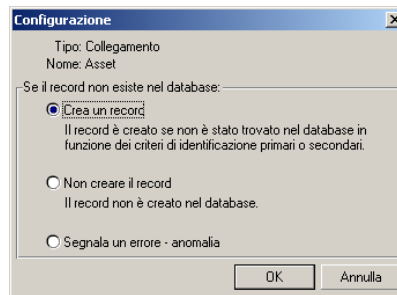 Configurazione
Tipo: Collegamento
Nome: Asset
Se il record non esiste nel database:
Crea un record
Il record è creato se non è stato trovato nel database in
funzione dei criteri di identificazione primari o secondari.
Non creare il record
Il record non è creato nel database.
Segnala un errore - anomalia
OK Annulla